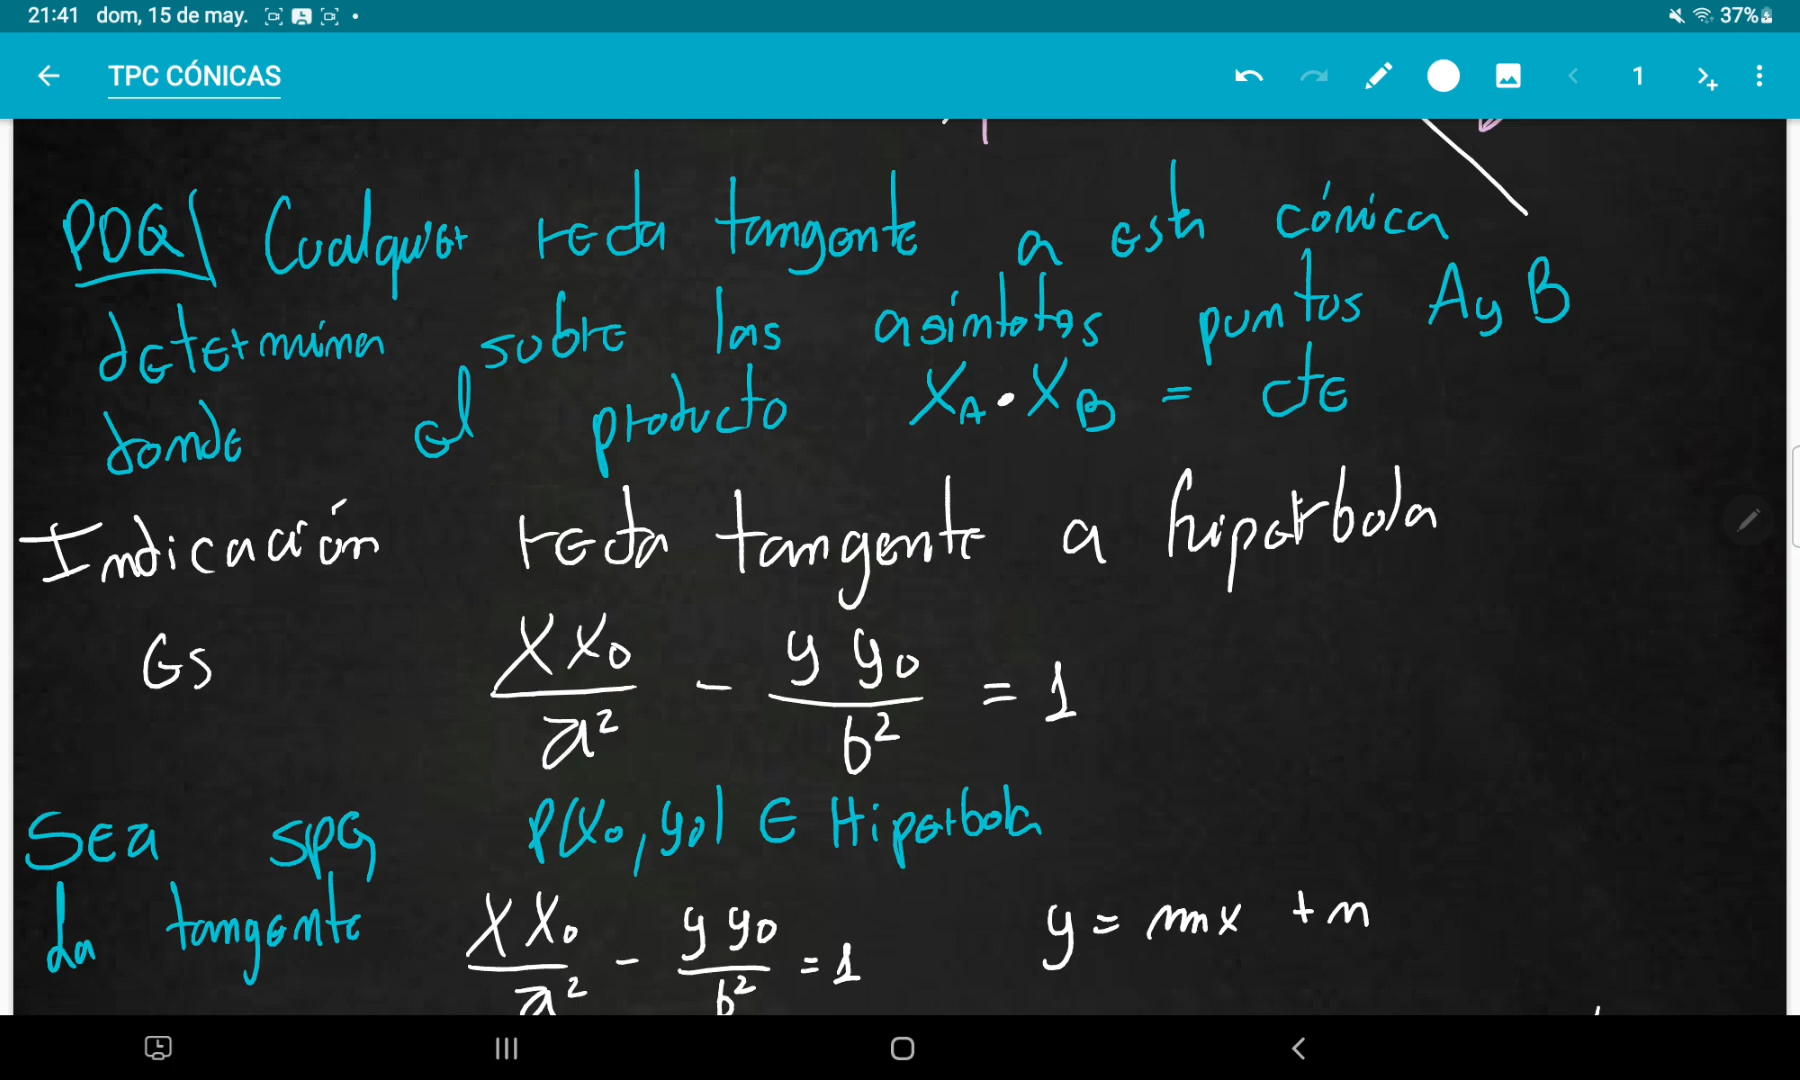 21:41 dom, 15 de may. • 37%
TPC CÓNICAS 1
PDQ/ Cualquier recta tangente a esta cónica
determina sobre las asíntotas puntos A y B
donde el producto XA • XB = cte
Indicación recta tangente a hipérbola
es XX₀/a² - yy₀/b² = 1
Sea spg P(X₀, y₀) ∈ Hipérbola
La tangente XX₀/a² - yy₀/b² = 1 y = mx + n